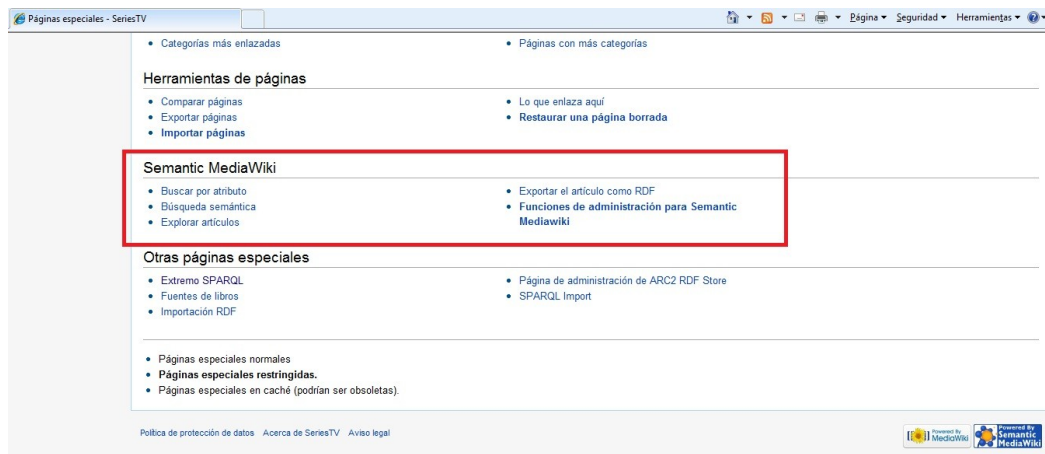 Páginas especiales - SeriesTV
Página Seguridad Herramientas
Categorías más enlazadas
Páginas con más categorías
Herramientas de páginas
Comparar páginas
Lo que enlaza aquí
Exportar páginas
Restaurar una página borrada
Importar páginas
Semantic MediaWiki
Buscar por atributo
Exportar el artículo como RDF
Búsqueda semántica
Funciones de administración para Semantic
Mediawiki
Explorar artículos
Otras páginas especiales
Extremo SPARQL
Página de administración de ARC2 RDF Store
Fuentes de libros
SPARQL Import
Importación RDF
Páginas especiales normales
Páginas especiales restringidas.
Páginas especiales en caché (podrían ser obsoletas).
Política de protección de datos Acerca de SeriesTV Aviso legal
Powered By
MediaWiki
Powered By
Semantic
MediaWiki